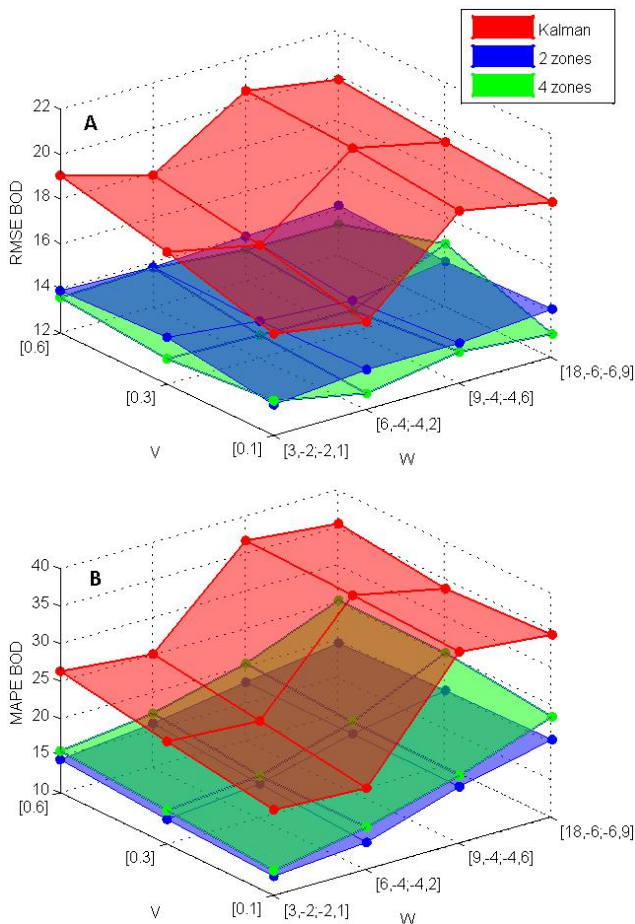 Kalman
2 zones
4 zones
A
22
20
18
16
14
12
RMSE BOD
[0.6]
[0.3]
[0.1]
V
[3,-2;-2,1]
[6,-4;-4,2]
[9,-4;-4,6]
[18,-6;-6,9]
W
B
40
35
30
25
20
15
10
MAPE BOD
[0.6]
[0.3]
[0.1]
V
[3,-2;-2,1]
[6,-4;-4,2]
[9,-4;-4,6]
[18,-6;-6,9]
W